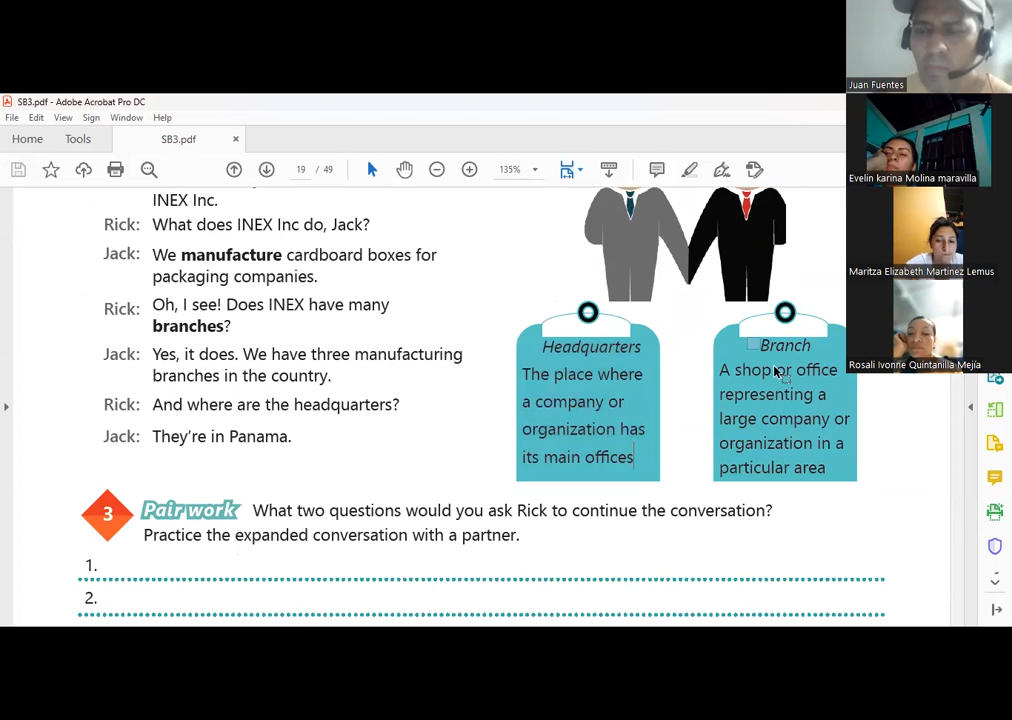 Juan Fuentes
SB3.pdf - Adobe Acrobat Pro DC
File Edit View Sign Window Help
Home Tools SB3.pdf ×
19 / 49 135%
Evelin karina Molina maravilla
Maritza Elizabeth Martinez Lemus
Rosali Ivonne Quintanilla Mejía
INEX Inc.
Rick: What does INEX Inc do, Jack?
Jack: We manufacture cardboard boxes for
packaging companies.
Rick: Oh, I see! Does INEX have many
branches?
Jack: Yes, it does. We have three manufacturing
branches in the country.
Rick: And where are the headquarters?
Jack: They're in Panama.
Headquarters
The place where
a company or
organization has
its main offices
Branch
A shop or office
representing a
large company or
organization in a
particular area
3 Pair work What two questions would you ask Rick to continue the conversation?
Practice the expanded conversation with a partner.
1.
2.